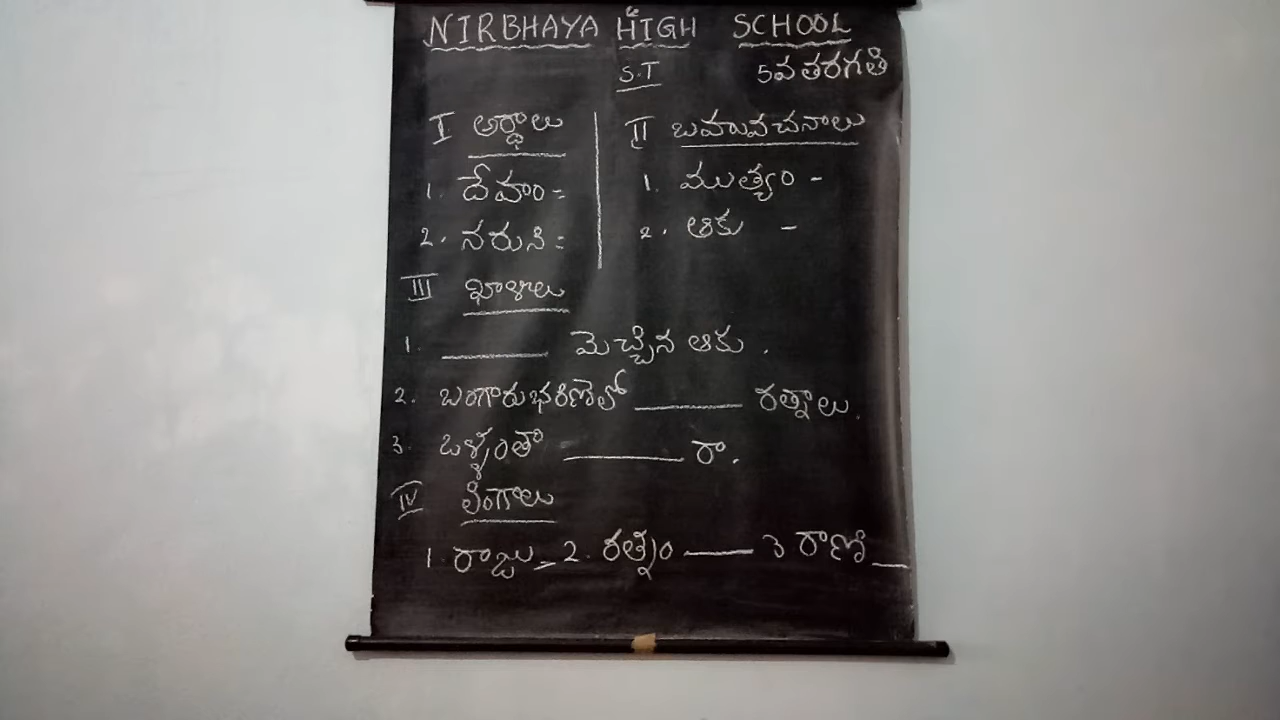 NIRBHAYA HIGH SCHOOL
S.T 5వ తరగతి
I అర్థాలు
1. దేహం =
2. నరుని =
II బహువచనాలు
1. ముత్యం -
2. ఆకు -
III ఖాళీలు
1. ______ మెచ్చిన ఆకు.
2. బంగారుభరిణెలో ______ రత్నాలు.
3. ఒళ్ళంతా ______ రా.
IV లింగాలు
1. రాజు _ 2. రత్నం ____ 3 రాణి __